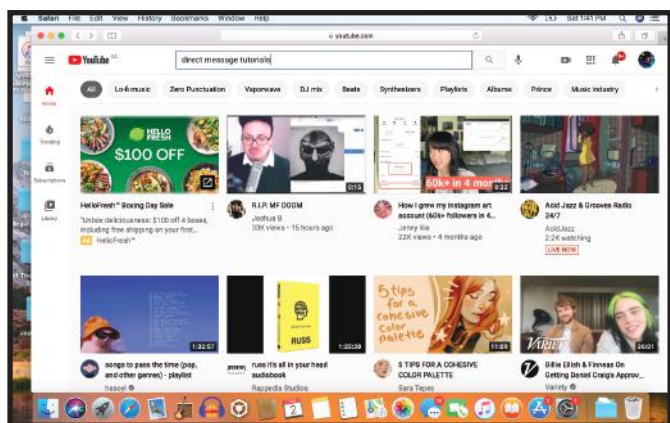 Safari File Edit View History Bookmarks Window Help
Sat 1:41 PM
youtube.com
YouTube CA
direct message tutorials
All Lo-fi music Zero Punctuation Vaporwave DJ mix Beats Synthesizers Playlists Albums Prince Music industry
Home
Trending
Subscriptions
Library
HELLO
FRESH
$100 OFF
HelloFresh™ Boxing Day Sale
"Unbox deliciousness: $100 off 4 boxes,
including free shipping on your first...
Ad HelloFresh™
0:15
R.I.P. MF DOOM
Joshua B
33K views • 15 hours ago
60k+ in 4 months
8:32
How I grew my instagram art
account (60k+ followers in 4...
Jenny Xie
22K views • 4 months ago
Acid Jazz & Grooves Radio
24/7
AcidJazz
2.2K watching
LIVE NOW
1:32:57
songs to pass the time (pop,
and other genres) - playlist
hasoyl
RUSS
1:25:30
russ it's all in your head
audiobook
Rappedia Studios
5 tips
for a
cohesive
color
palette
11:09
5 TIPS FOR A COHESIVE
COLOR PALETTE
Sara Tepes
VARIETY
26:01
Billie Eilish & Finneas On
Getting Daniel Craig's Approv...
Variety
2